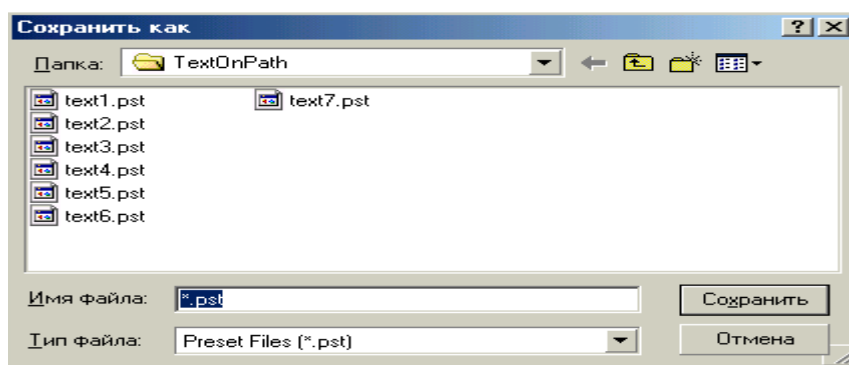 Сохранить как
Папка: TextOnPath
text1.pst text7.pst
text2.pst
text3.pst
text4.pst
text5.pst
text6.pst
Имя файла: *.pst Сохранить
Тип файла: Preset Files (*.pst) Отмена